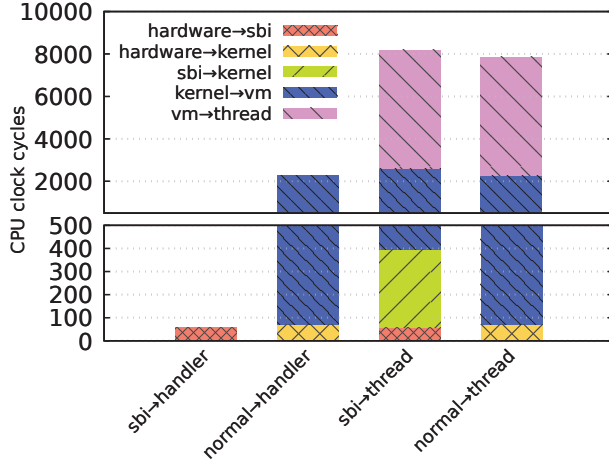 10000
8000
6000
4000
2000
500
400
300
200
100
0
CPU clock cycles
hardware→sbi
hardware→kernel
sbi→kernel
kernel→vm
vm→thread
sbi→handler
normal→handler
sbi→thread
normal→thread